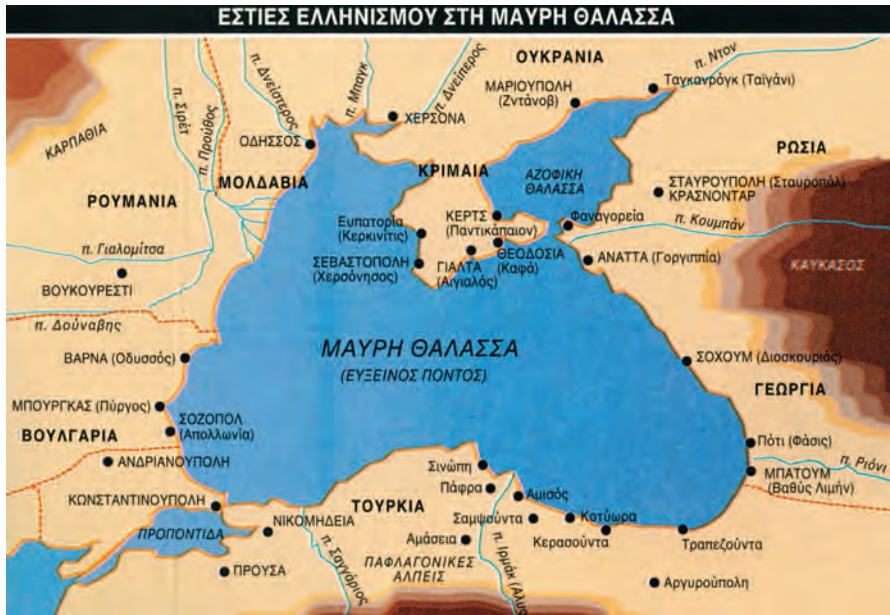 ΕΣΤΙΕΣ ΕΛΛΗΝΙΣΜΟΥ ΣΤΗ ΜΑΥΡΗ ΘΑΛΑΣΣΑ
ΚΑΡΠΑΘΙΑ
π. Σιρέτ
π. Προύθος
π. Δνείστερος
π. Μπαγκ
π. Δνείπερος
ΟΥΚΡΑΝΙΑ
π. Ντον
ΜΑΡΙΟΥΠΟΛΗ
(Ζντάνοβ)
Ταγκανρόγκ (Ταϊγάνι)
ΧΕΡΣΟΝΑ
ΟΔΗΣΣΟΣ
ΡΩΣΙΑ
ΚΡΙΜΑΙΑ
ΑΖΟΦΙΚΗ
ΘΑΛΑΣΣΑ
ΜΟΛΔΑΒΙΑ
ΡΟΥΜΑΝΙΑ
ΣΤΑΥΡΟΥΠΟΛΗ (Σταυροπόλ)
ΚΡΑΣΝΟΝΤΑΡ
Ευπατορία
(Κερκινίτις)
ΚΕΡΤΣ
(Παντικάπαιον)
Φαναγορεία
π. Κουμπάν
π. Γιαλομίτσα
ΣΕΒΑΣΤΟΠΟΛΗ
(Χερσόνησος)
ΓΙΑΛΤΑ
(Αιγιαλός)
ΘΕΟΔΟΣΙΑ
(Καφά)
ΑΝΑΤΤΑ (Γοργιππία)
ΚΑΥΚΑΣΟΣ
ΒΟΥΚΟΥΡΕΣΤΙ
π. Δούναβης
ΜΑΥΡΗ ΘΑΛΑΣΣΑ
(ΕΥΞΕΙΝΟΣ ΠΟΝΤΟΣ)
ΒΑΡΝΑ (Οδυσσός)
ΣΟΧΟΥΜ (Διοσκουριάς)
ΓΕΩΡΓΙΑ
ΜΠΟΥΡΓΚΑΣ (Πύργος)
ΣΟΖΟΠΟΛ
(Απολλωνία)
ΒΟΥΛΓΑΡΙΑ
Πότι (Φάσις)
π. Ριόνι
ΑΝΔΡΙΑΝΟΥΠΟΛΗ
Σινώπη
ΜΠΑΤΟΥΜ
(Βαθύς Λιμήν)
Πάφρα
ΚΩΝΣΤΑΝΤΙΝΟΥΠΟΛΗ
ΤΟΥΡΚΙΑ
Αμισός
ΠΡΟΠΟΝΤΙΔΑ
ΝΙΚΟΜΗΔΕΙΑ
Σαμψούντα
Κοτύωρα
Κερασούντα
Τραπεζούντα
Αμάσεια
π. Σαγγάριος
ΠΑΦΛΑΓΟΝΙΚΕΣ
ΑΛΠΕΙΣ
π. Ιρμάκ (Άλυς
ΠΡΟΥΣΑ
Αργυρούπολη